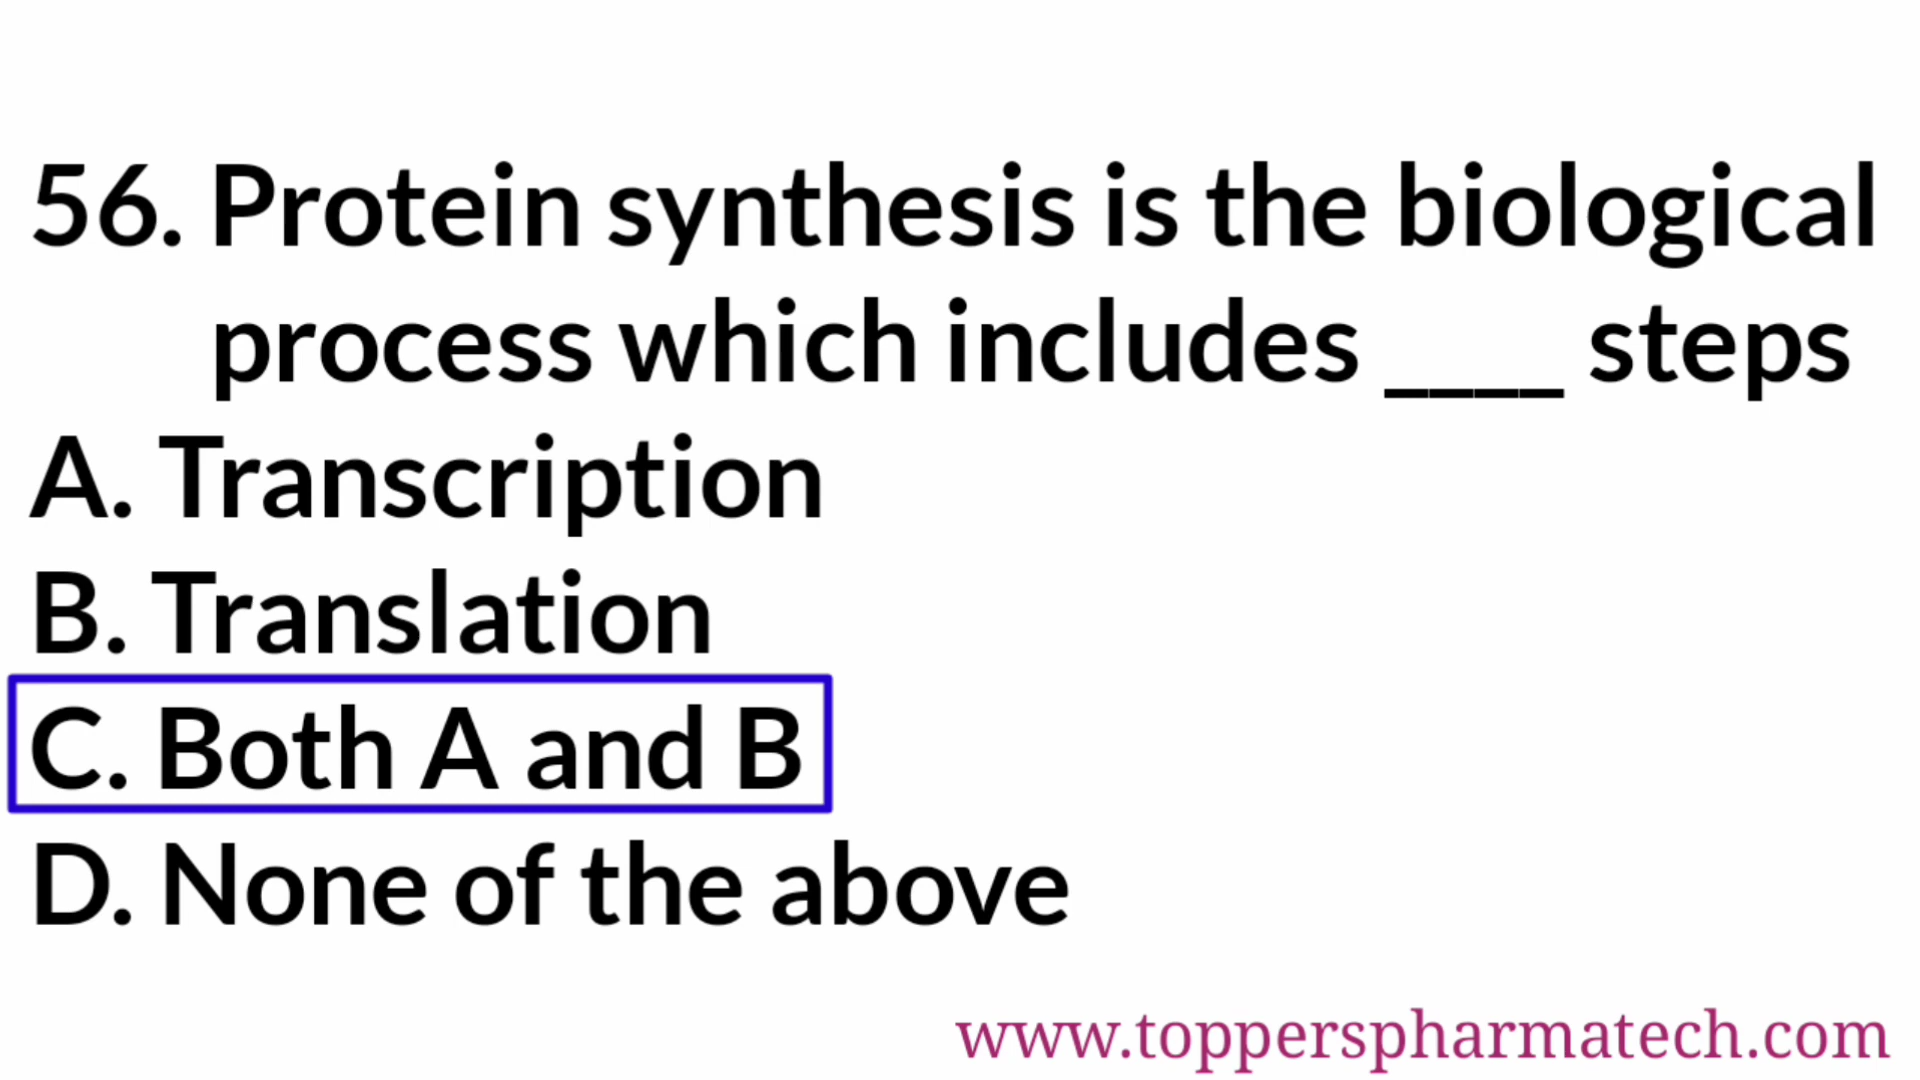 56. Protein synthesis is the biological
process which includes ____ steps
A. Transcription
B. Translation
C. Both A and B
D. None of the above
www.topperspharmatech.com